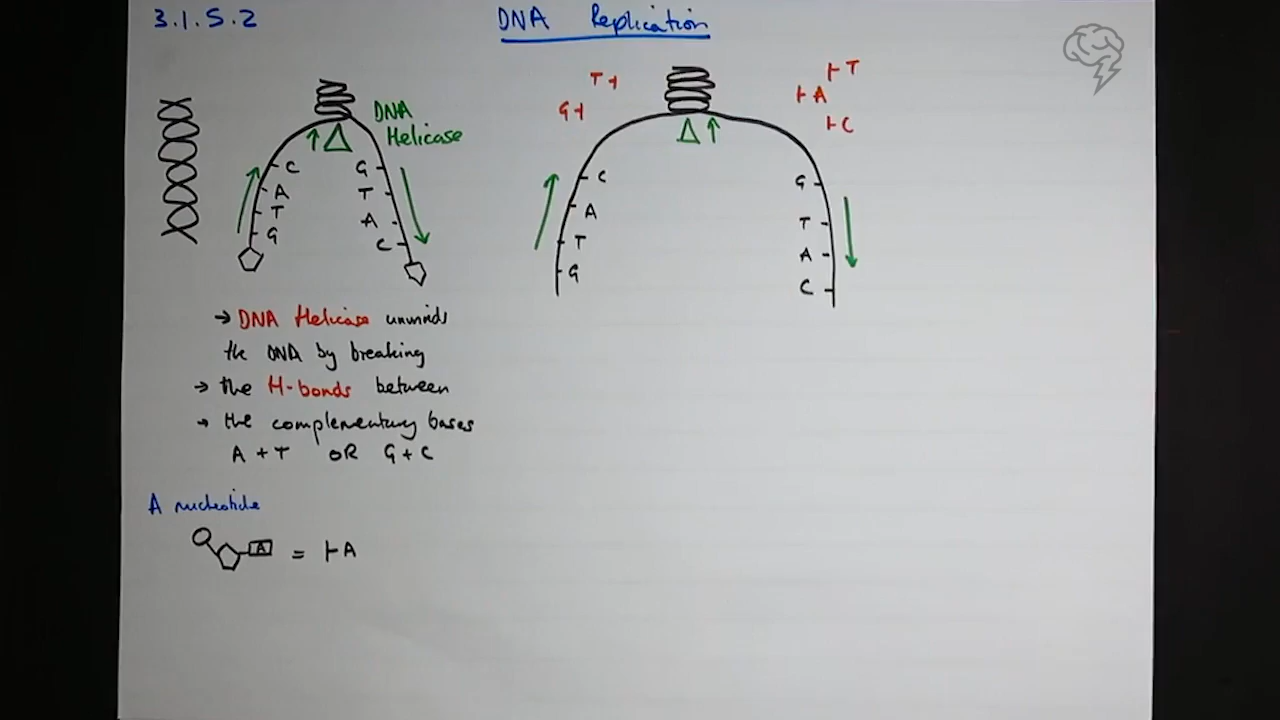 3.1.5.2
DNA Replication
DNA
Helicase
C
A
T
G
G
T
A
C
→ DNA Helicase unwinds
the DNA by breaking
→ the H-bonds between
→ the complementary bases
A + T OR G + C
A nucleotide
A = A
T
G
T
A
C
C
A
T
G
G
T
A
C